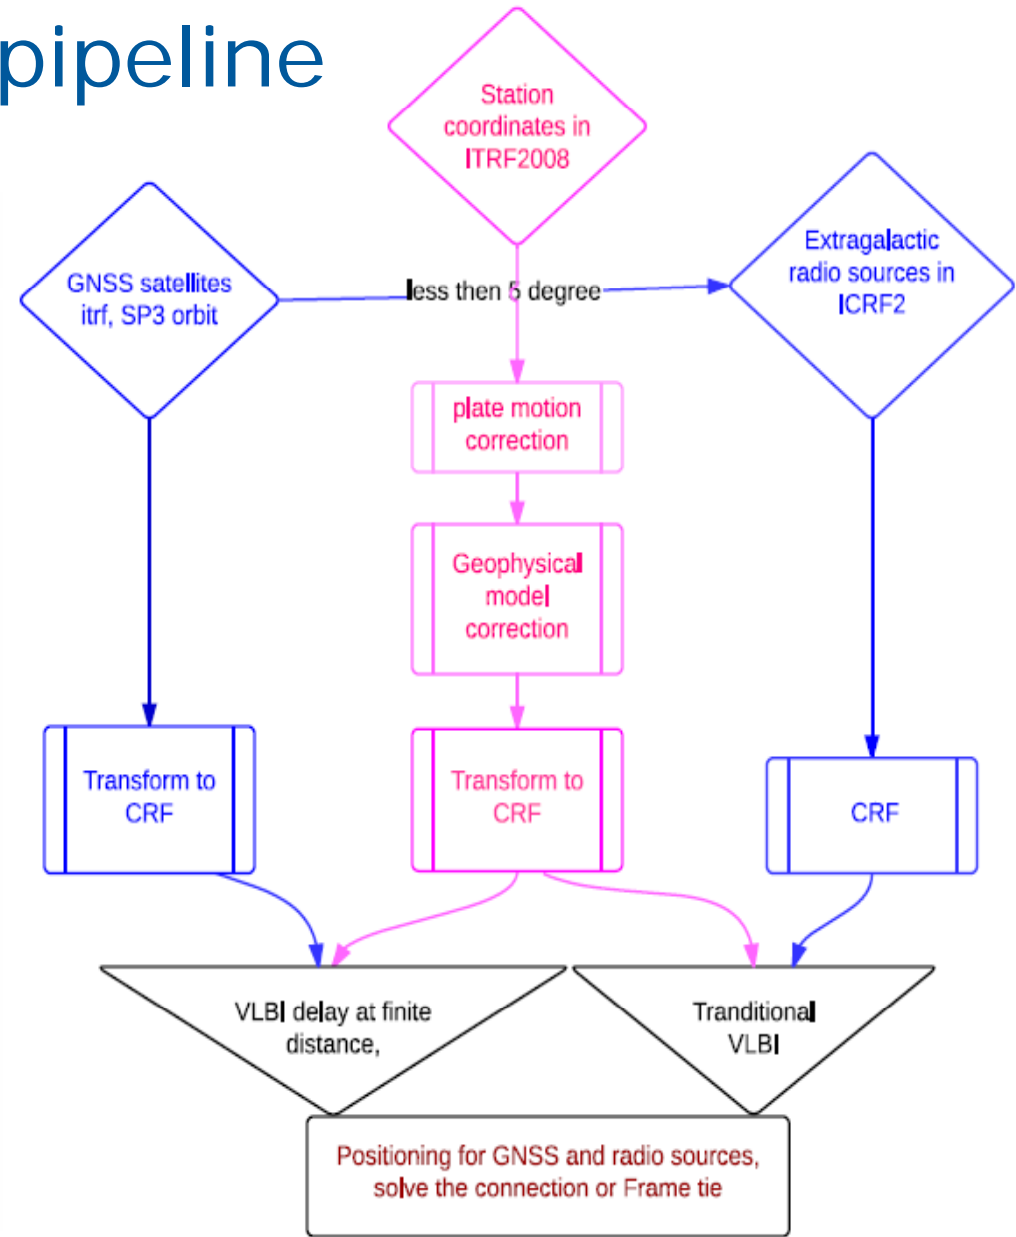 pipeline
Station
coordinates in
ITRF2008
GNSS satellites
itrf, SP3 orbit
less then 5 degree
Extragalactic
radio sources in
ICRF2
plate motion
correction
Geophysical
model
correction
Transform to
CRF
Transform to
CRF
CRF
VLBI delay at finite
distance,
Tranditional
VLBI
Positioning for GNSS and radio sources,
solve the connection or Frame tie